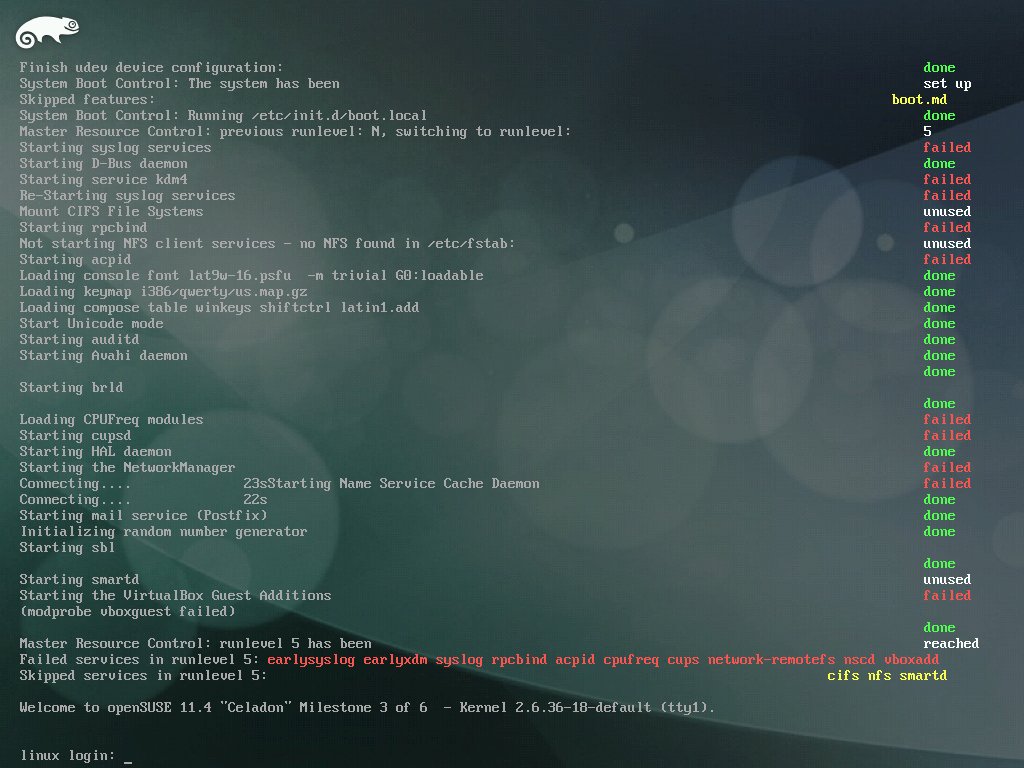 Finish udev device configuration: done
System Boot Control: The system has been set up
Skipped features: boot.md
System Boot Control: Running /etc/init.d/boot.local done
Master Resource Control: previous runlevel: N, switching to runlevel: 5
Starting syslog services failed
Starting D-Bus daemon done
Starting service kdm4 failed
Re-Starting syslog services failed
Mount CIFS File Systems unused
Starting rpcbind failed
Not starting NFS client services - no NFS found in /etc/fstab: unused
Starting acpid failed
Loading console font lat9w-16.psfu  -m trivial G0:loadable done
Loading keymap i386/qwerty/us.map.gz done
Loading compose table winkeys shiftctrl latin1.add done
Start Unicode mode done
Starting auditd done
Starting Avahi daemon done
done
Starting brld
done
Loading CPUFreq modules failed
Starting cupsd failed
Starting HAL daemon done
Starting the NetworkManager failed
Connecting.... 23sStarting Name Service Cache Daemon failed
Connecting.... 22s done
Starting mail service (Postfix) done
Initializing random number generator done
Starting sbl
done
Starting smartd unused
Starting the VirtualBox Guest Additions failed
(modprobe vboxguest failed)
done
Master Resource Control: runlevel 5 has been reached
Failed services in runlevel 5: earlysyslog earlyxdm syslog rpcbind acpid cpufreq cups network-remotefs nscd vboxadd
Skipped services in runlevel 5: cifs nfs smartd
Welcome to openSUSE 11.4 "Celadon" Milestone 3 of 6  - Kernel 2.6.36-18-default (tty1).
linux login: _